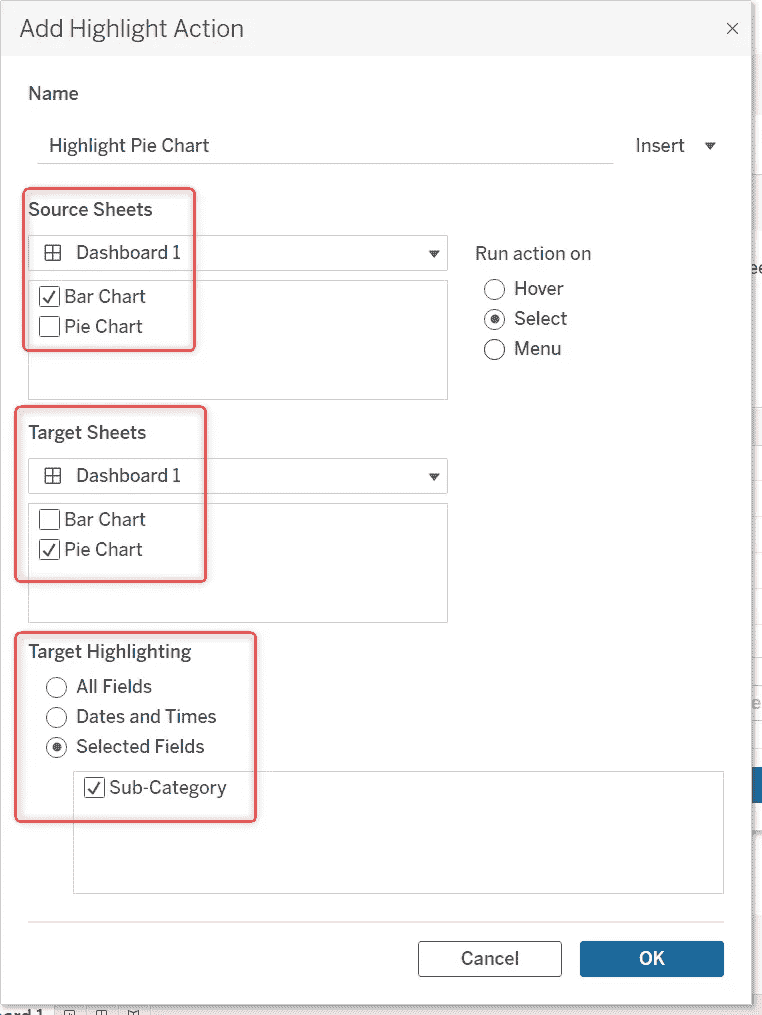 Add Highlight Action
Name
Highlight Pie Chart
Insert
Source Sheets
Dashboard 1
Bar Chart
Pie Chart
Run action on
Hover
Select
Menu
Target Sheets
Dashboard 1
Bar Chart
Pie Chart
Target Highlighting
All Fields
Dates and Times
Selected Fields
Sub-Category
Cancel
OK